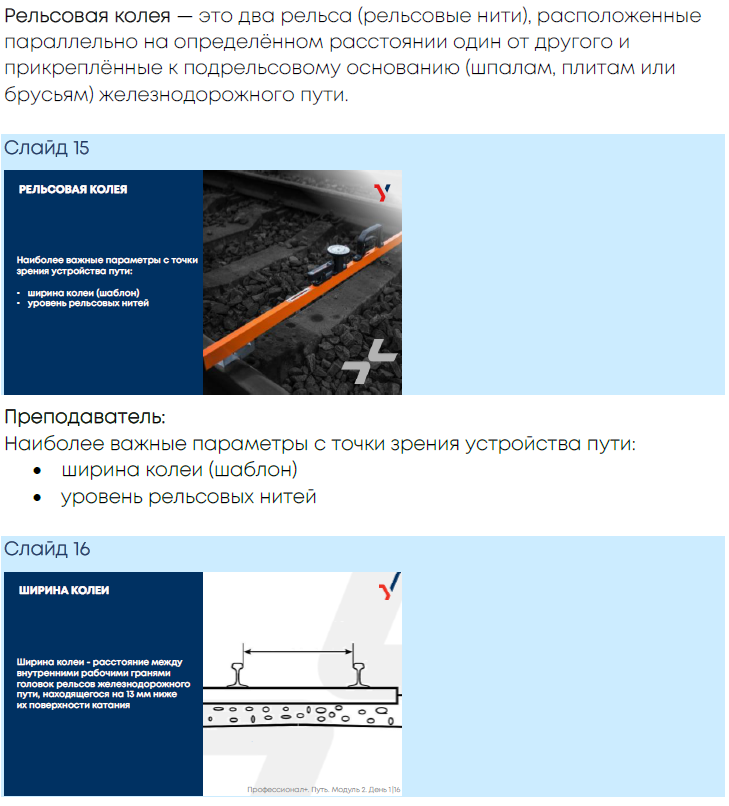 Рельсовая колея — это два рельса (рельсовые нити), расположенные
параллельно на определённом расстоянии один от другого и
прикреплённые к подрельсовому основанию (шпалам, плитам или
брусьям) железнодорожного пути.
Слайд 15
РЕЛЬСОВАЯ КОЛЕЯ
Наиболее важные параметры с точки
зрения устройства пути:
• ширина колеи (шаблон)
• уровень рельсовых нитей
Преподаватель:
Наиболее важные параметры с точки зрения устройства пути:
• ширина колеи (шаблон)
• уровень рельсовых нитей
Слайд 16
ШИРИНА КОЛЕИ
Ширина колеи - расстояние между
внутренними рабочими гранями
головок рельсов железнодорожного
пути, находящегося на 13 мм ниже
их поверхности катания
Профессионал+. Путь. Модуль 2. День 1|16